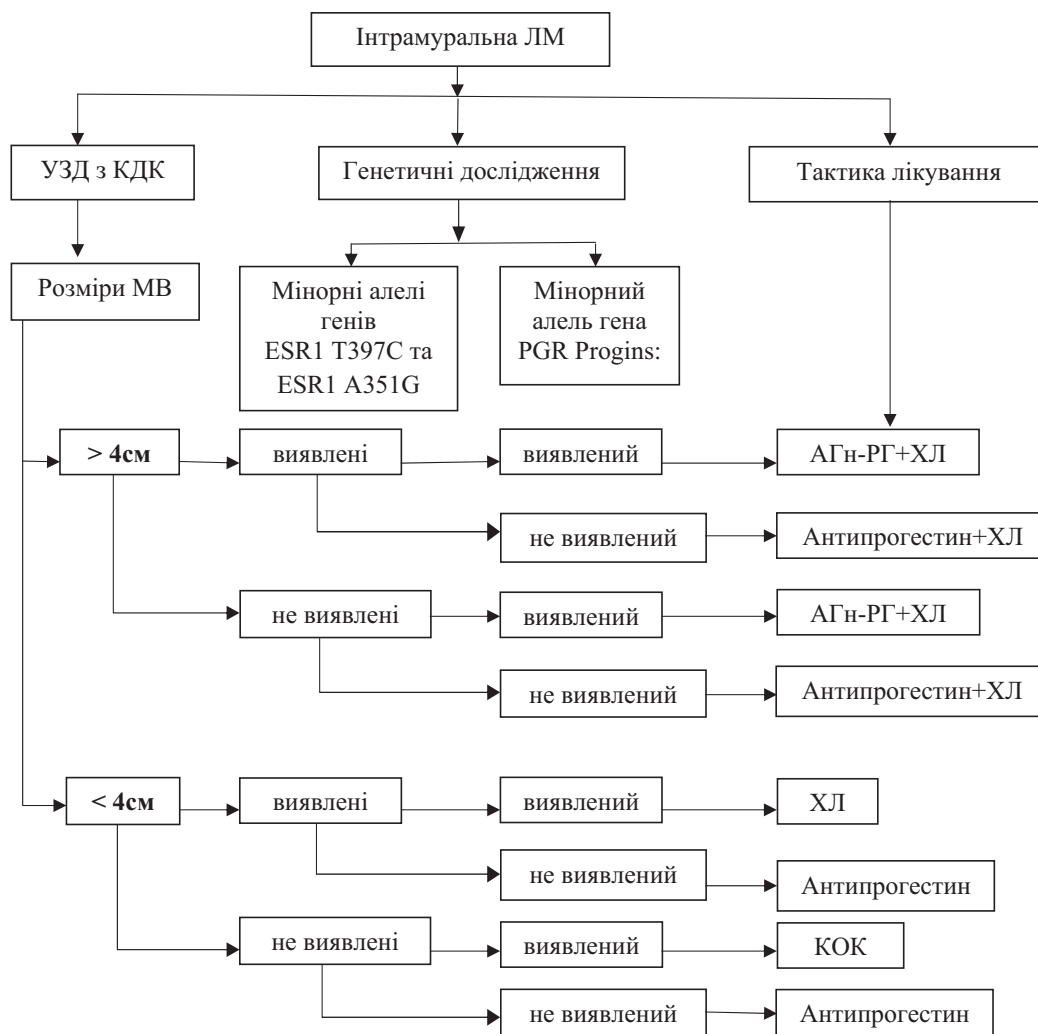 Інтрамуральна ЛМ
УЗД з КДК
Генетичні дослідження
Тактика лікування
Розміри МВ
Мінорні алелі
генів
ESR1 T397C та
ESR1 A351G
Мінорний
алель гена
PGR Progins:
> 4см
виявлені
виявлений
АГн-РГ+ХЛ
не виявлений
Антипрогестин+ХЛ
не виявлені
виявлений
АГн-РГ+ХЛ
не виявлений
Антипрогестин+ХЛ
< 4см
виявлені
виявлений
ХЛ
не виявлений
Антипрогестин
не виявлені
виявлений
КОК
не виявлений
Антипрогестин